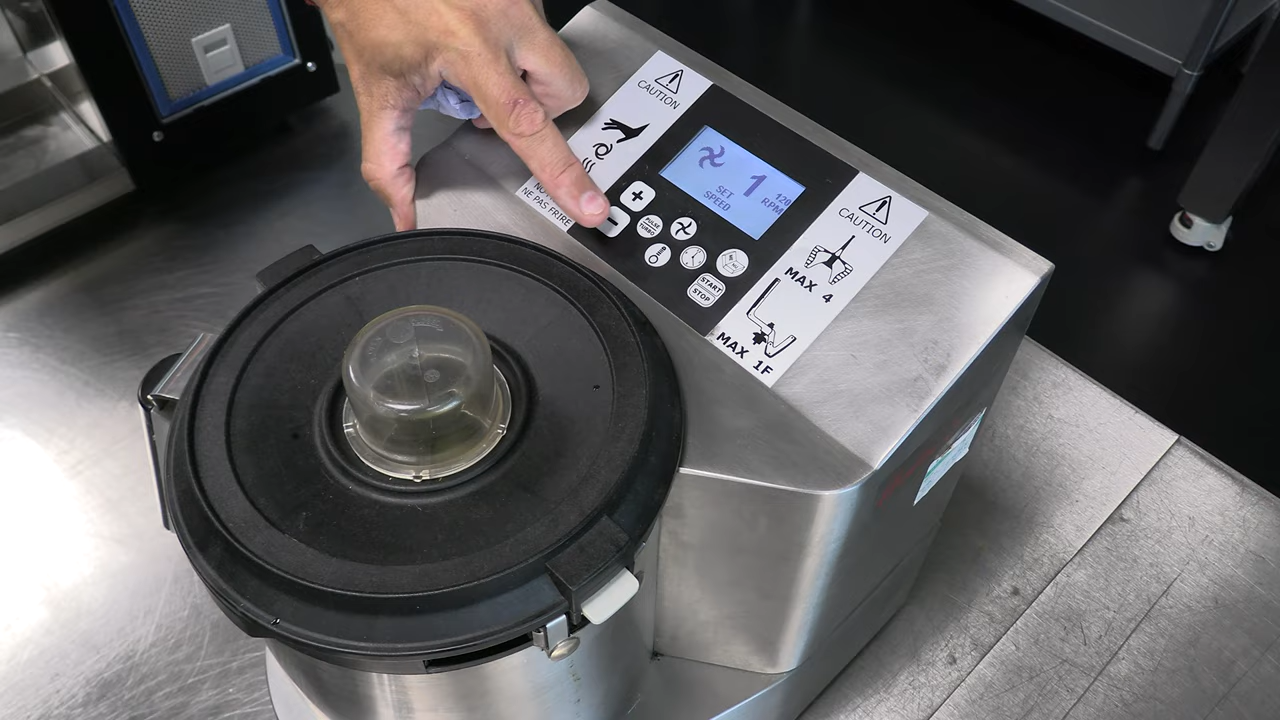 CAUTION
NE PAS FRIRE
1
120
RPM
SET
SPEED
+
-
PULSE
TURBO
START
STOP
CAUTION
MAX 4
MAX 1F